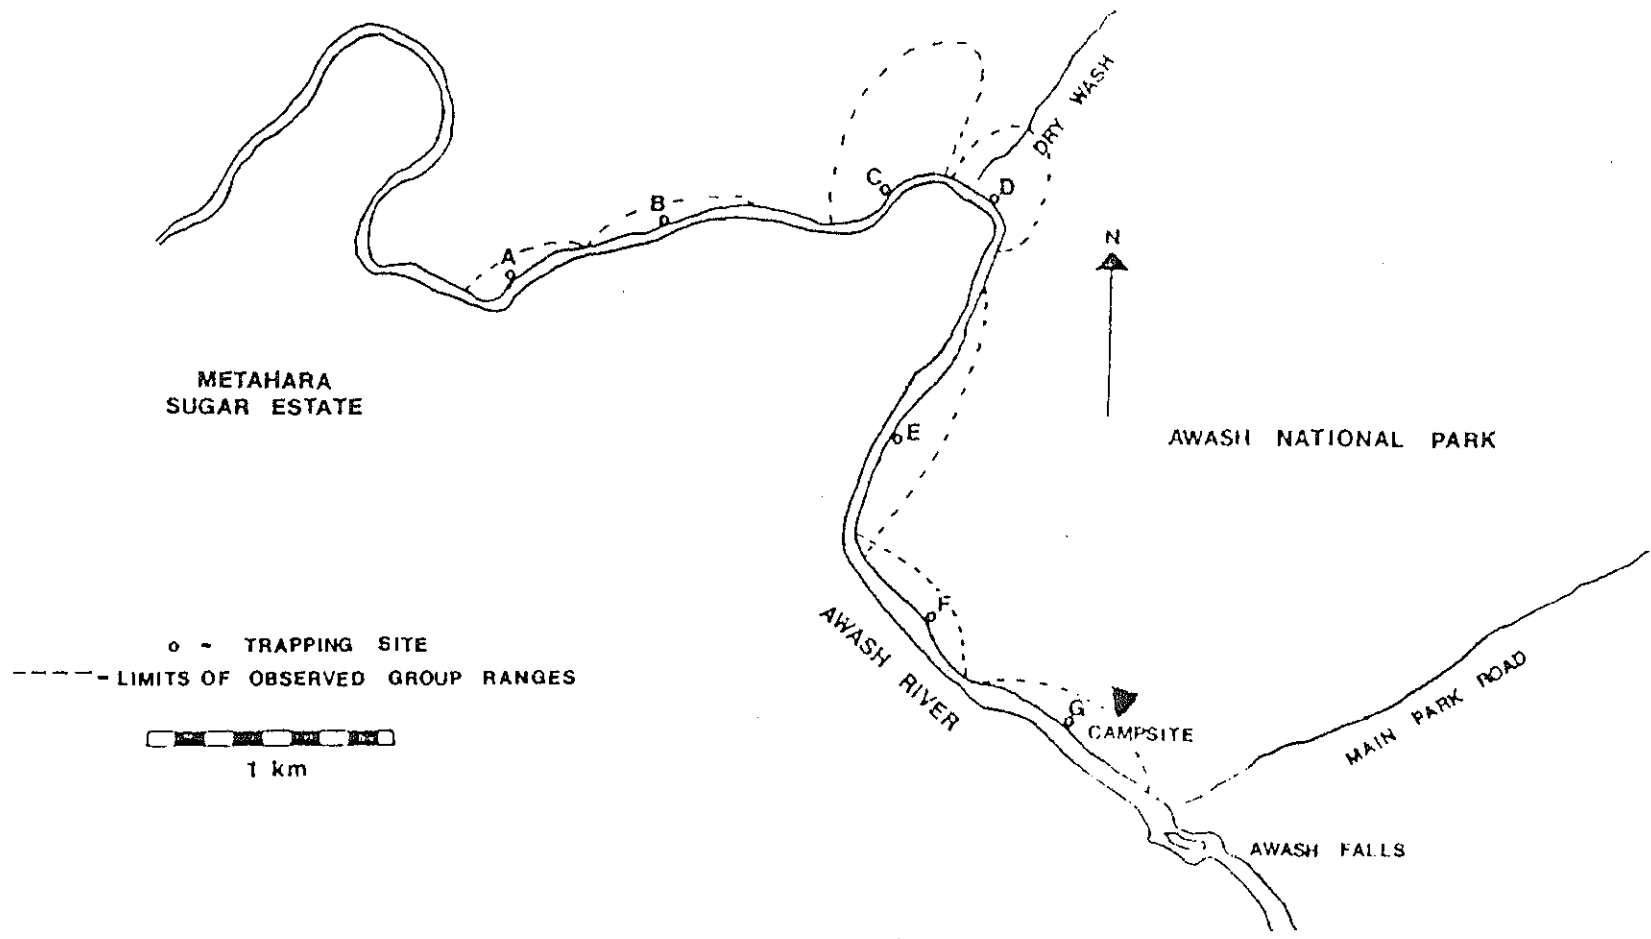 DRY WASH
C
D
B
A
N
METAHARA
SUGAR ESTATE
E
AWASH NATIONAL PARK
F
AWASH RIVER
o - TRAPPING SITE
------ = LIMITS OF OBSERVED GROUP RANGES
G
CAMPSITE
MAIN PARK ROAD
1 km
AWASH FALLS